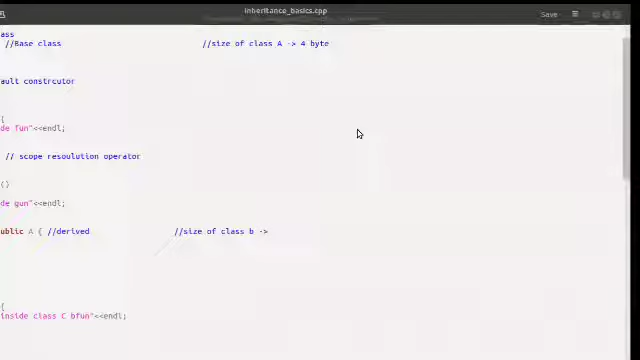 inheritance_basics.cpp
Save
ass
//Base class //size of class A -> 4 byte
ault constrcutor
{
de fun"<<endl;
// scope resoulution operator
()
de gun"<<endl;
ublic A { //derived //size of class b ->
{
inside class C bfun"<<endl;